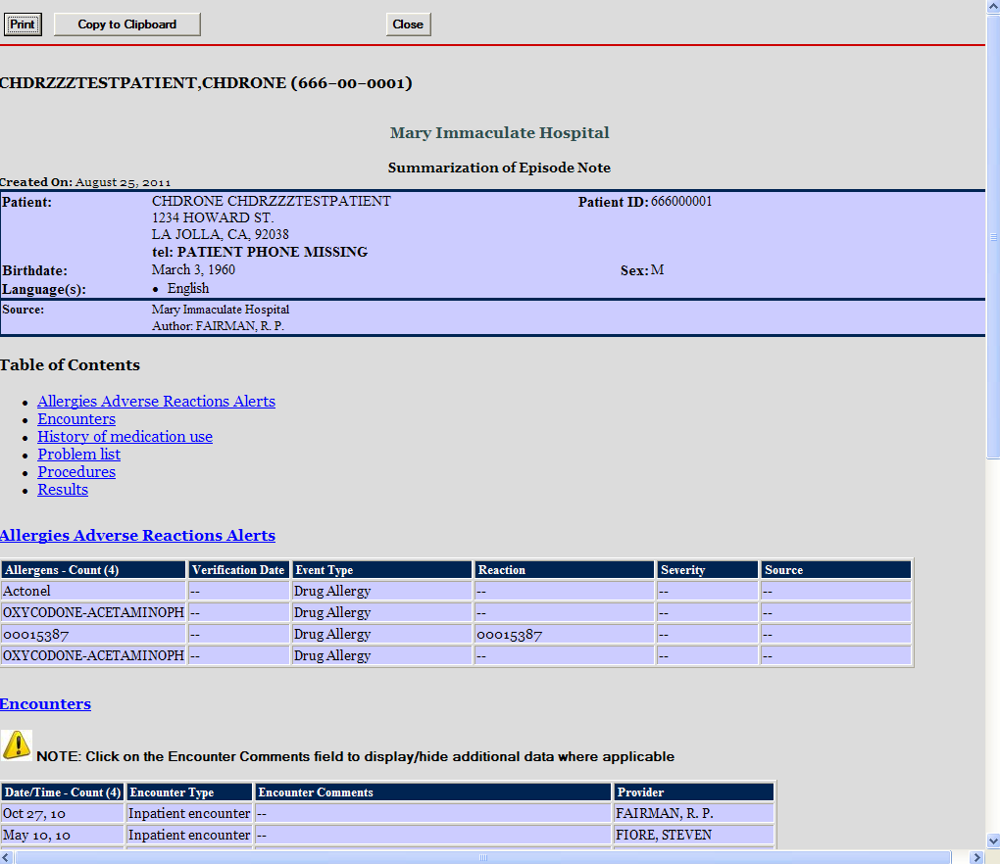 Print Copy to Clipboard Close
CHDRZZZTESTPATIENT,CHDRONE (666-00-0001)
Mary Immaculate Hospital
Summarization of Episode Note
Created On: August 25, 2011
Patient: CHDRONE CHDRZZZTESTPATIENT Patient ID: 666000001
1234 HOWARD ST.
LA JOLLA, CA, 92038
tel: PATIENT PHONE MISSING
Birthdate: March 3, 1960 Sex: M
Language(s): • English
Source: Mary Immaculate Hospital
Author: FAIRMAN, R. P.
Table of Contents
• Allergies Adverse Reactions Alerts
• Encounters
• History of medication use
• Problem list
• Procedures
• Results
Allergies Adverse Reactions Alerts
Allergens - Count (4) Verification Date Event Type Reaction Severity Source
Actonel -- Drug Allergy -- -- --
OXYCODONE-ACETAMINOPH -- Drug Allergy -- -- --
00015387 -- Drug Allergy 00015387 -- --
OXYCODONE-ACETAMINOPH -- Drug Allergy -- -- --
Encounters
NOTE: Click on the Encounter Comments field to display/hide additional data where applicable
Date/Time - Count (4) Encounter Type Encounter Comments Provider
Oct 27, 10 Inpatient encounter -- FAIRMAN, R. P.
May 10, 10 Inpatient encounter -- FIORE, STEVEN